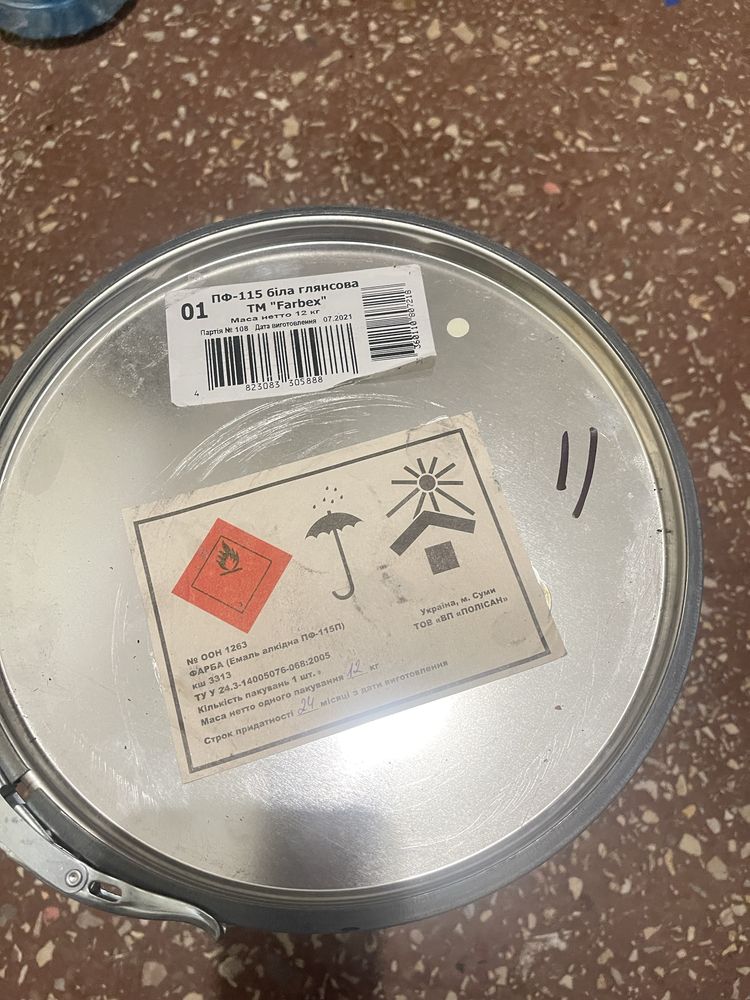 01 ПФ-115 біла глянсова
ТМ "Farbex"
Маса нетто 12 кг
Партія № 108 Дата виготовлення 07.2021
4 823083 305888
360110 807218
№ ООН 1263
ФАРБА (Емаль алкідна ПФ-115П)
кш 3313
ТУ У 24.3-14005076-068:2005
Кількість пакувань 1 шт.
Маса нетто одного пакування 12 кг
Строк придатності 24 місяці з дати виготовлення
Україна, м. Суми
ТОВ «ВП «ПОЛІСАН»
11